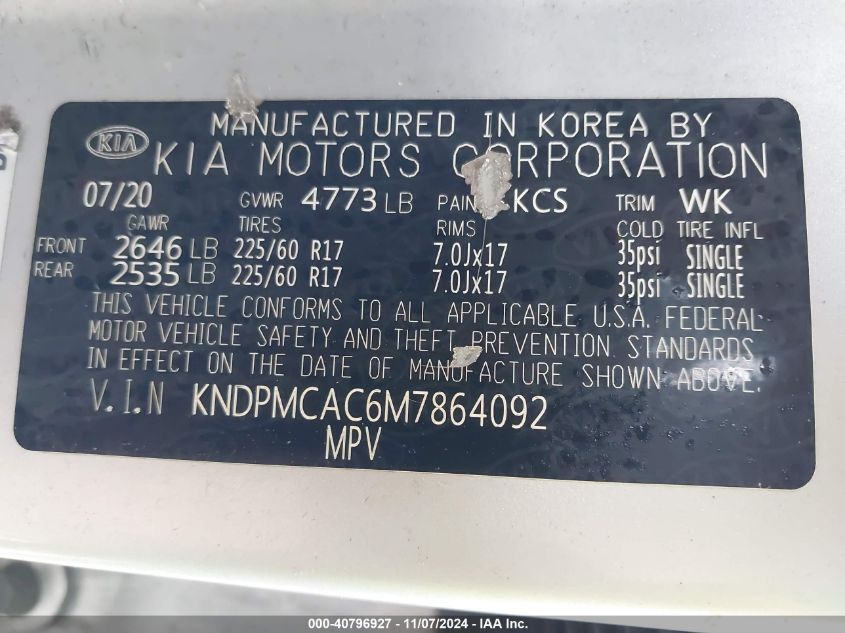 MANUFACTURED IN KOREA BY
KIA KIA MOTORS CORPORATION
07/20 GVWR 4773 LB KCS TRIM WK
GAWR TIRES RIMS COLD TIRE INFL
FRONT 2646 LB 225/60 R17 7.0Jx17 35psi SINGLE
REAR 2535 LB 225/60 R17 7.0Jx17 35psi SINGLE
THIS VEHICLE CONFORMS TO ALL APPLICABLE U.S.A. FEDERAL
MOTOR VEHICLE SAFETY AND THEFT PREVENTION STANDARDS
IN EFFECT ON THE DATE OF MANUFACTURE SHOWN ABOVE.
V.I.N KNDPMCAC6M7864092
MPV
000-40796927 - 11/07/2024 - IAA Inc.